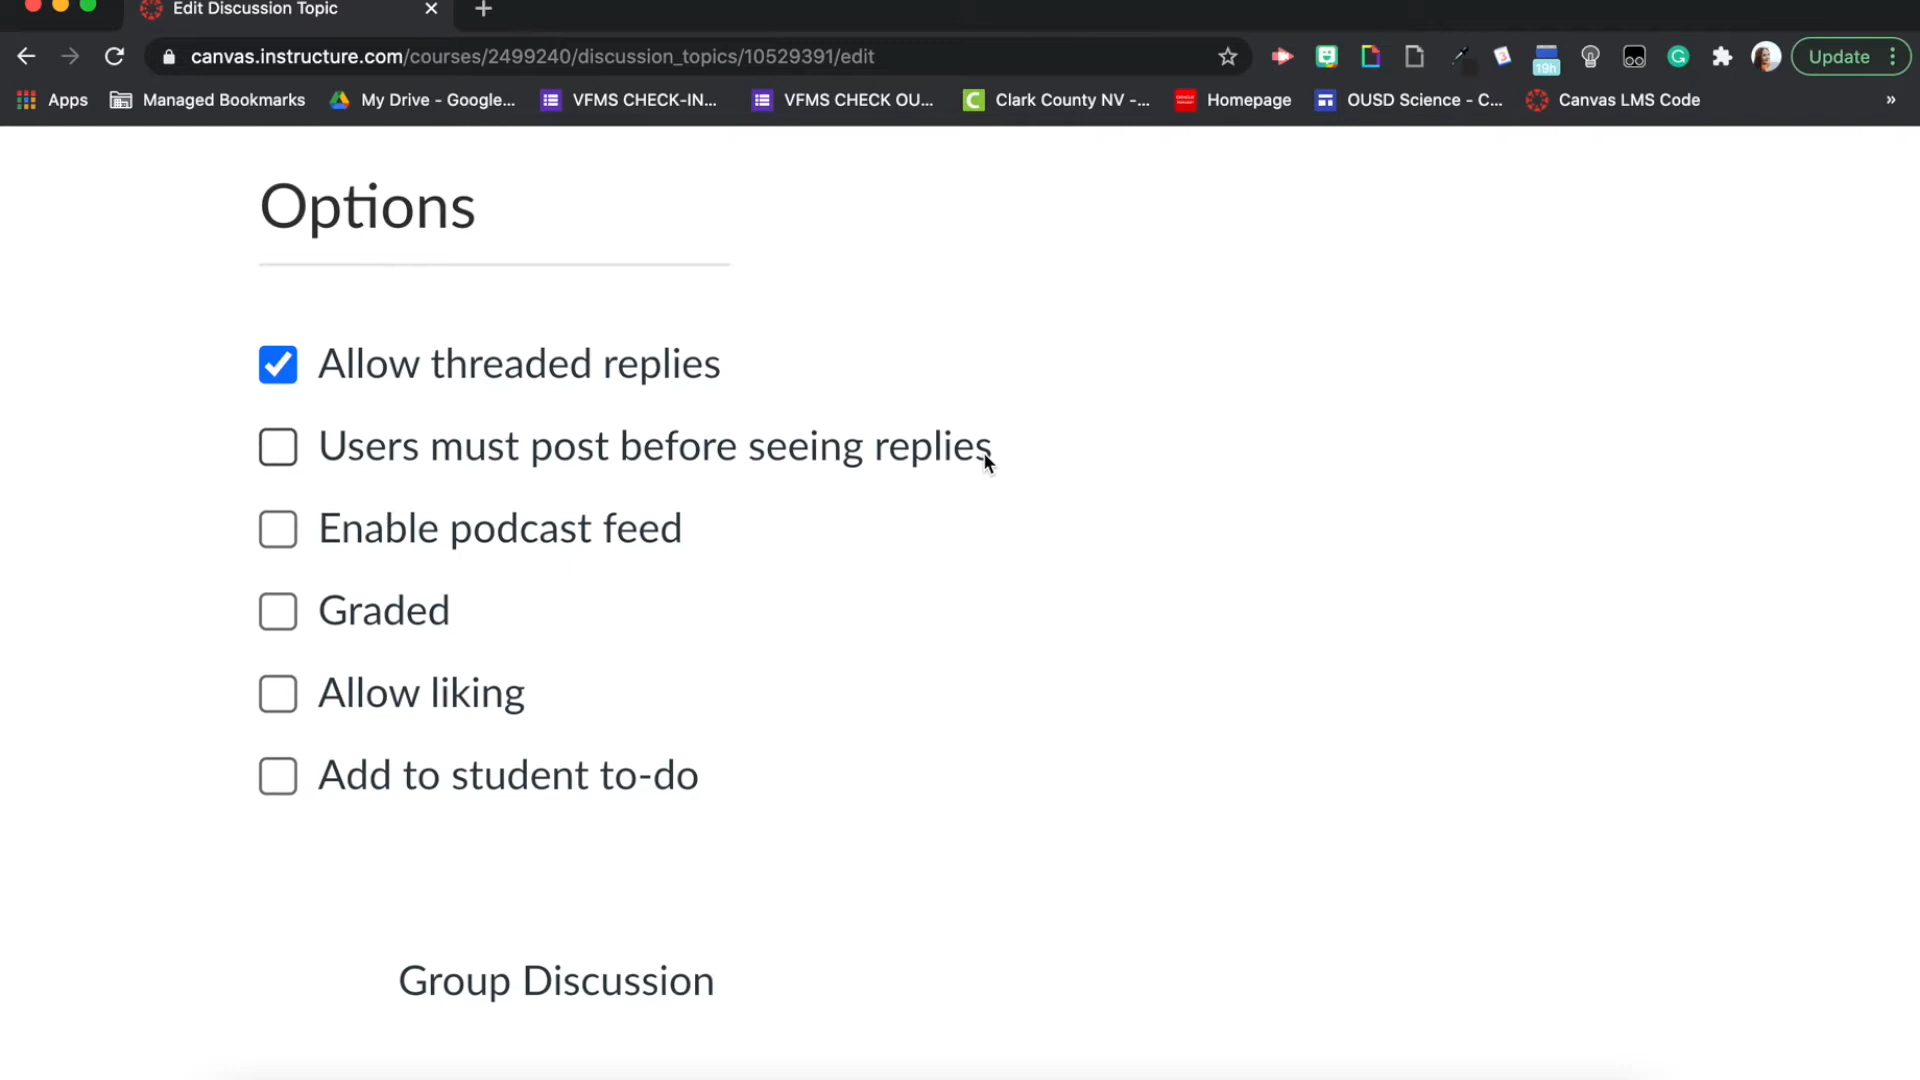 Edit Discussion Topic
canvas.instructure.com/courses/2499240/discussion_topics/10529391/edit
3
19h
Update
Apps
Managed Bookmarks
My Drive - Google...
VFMS CHECK-IN...
VFMS CHECK OU...
Clark County NV -...
Homepage
OUSD Science - C...
Canvas LMS Code
»
Options
Allow threaded replies
Users must post before seeing replies
Enable podcast feed
Graded
Allow liking
Add to student to-do
Group Discussion